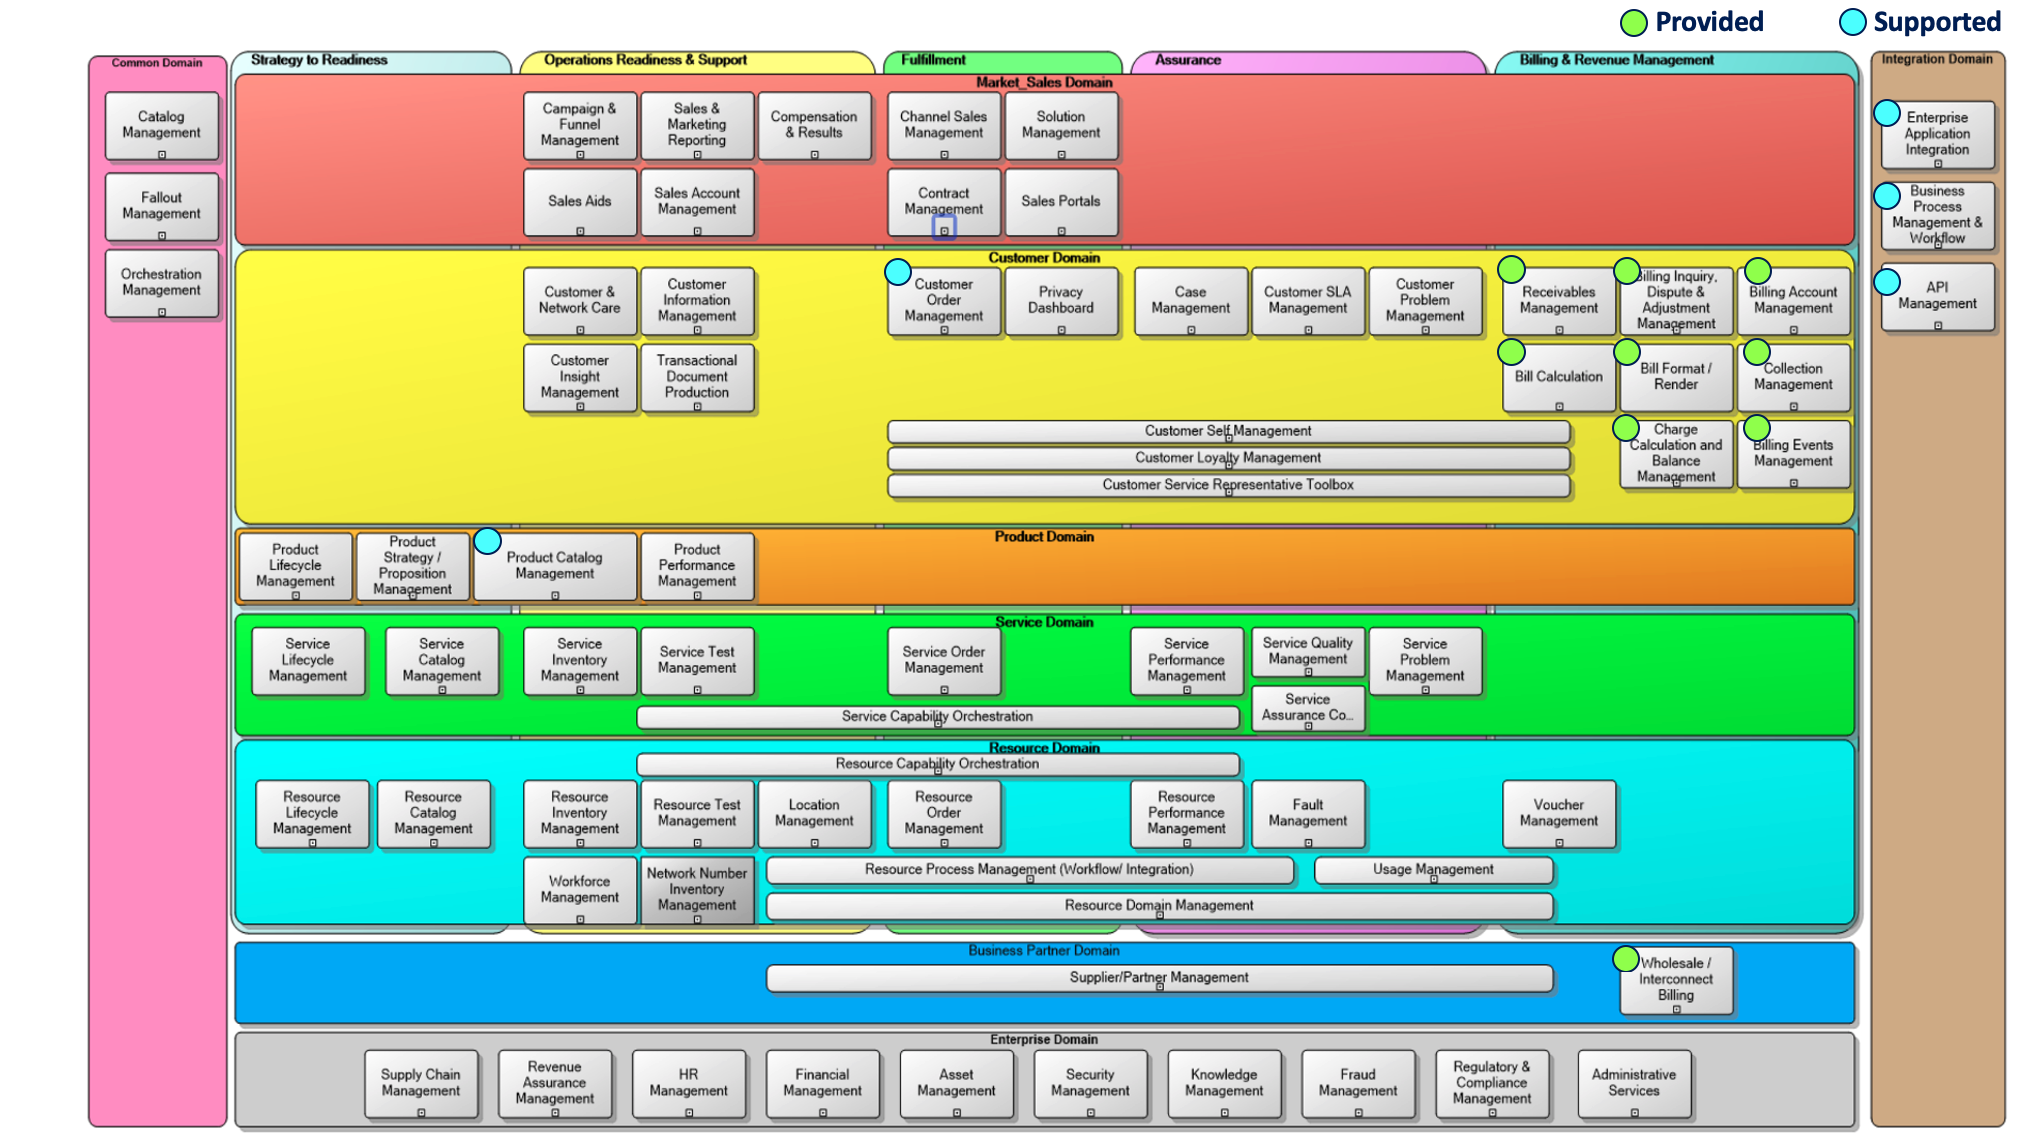 Provided
Supported
Common Domain
Catalog
Management
Fallout
Management
Orchestration
Management
Strategy to Readiness
Operations Readiness & Support
Fulfillment
Assurance
Billing & Revenue Management
Market_Sales Domain
Campaign &
Funnel
Management
Sales &
Marketing
Reporting
Compensation
& Results
Channel Sales
Management
Solution
Management
Sales Aids
Sales Account
Management
Contract
Management
Sales Portals
Customer Domain
Customer &
Network Care
Customer
Information
Management
Customer
Order
Management
Privacy
Dashboard
Case
Management
Customer SLA
Management
Customer
Problem
Management
Receivables
Management
Billing Inquiry,
Dispute &
Adjustment
Management
Billing Account
Management
Customer
Insight
Management
Transactional
Document
Production
Bill Calculation
Bill Format /
Render
Collection
Management
Customer Self Management
Customer Loyalty Management
Customer Service Representative Toolbox
Charge
Calculation and
Balance
Management
Billing Events
Management
Product Domain
Product
Lifecycle
Management
Product
Strategy /
Proposition
Management
Product Catalog
Management
Product
Performance
Management
Service Domain
Service
Lifecycle
Management
Service
Catalog
Management
Service
Inventory
Management
Service Test
Management
Service Order
Management
Service
Performance
Management
Service Quality
Management
Service
Problem
Management
Service Capability Orchestration
Service
Assurance Co...
Resource Domain
Resource Capability Orchestration
Resource
Lifecycle
Management
Resource
Catalog
Management
Resource
Inventory
Management
Resource Test
Management
Location
Management
Resource
Order
Management
Resource
Performance
Management
Fault
Management
Voucher
Management
Workforce
Management
Network Number
Inventory
Management
Resource Process Management (Workflow/ Integration)
Usage Management
Resource Domain Management
Business Partner Domain
Supplier/Partner Management
Wholesale /
Interconnect
Billing
Enterprise Domain
Supply Chain
Management
Revenue
Assurance
Management
HR
Management
Financial
Management
Asset
Management
Security
Management
Knowledge
Management
Fraud
Management
Regulatory &
Compliance
Management
Administrative
Services
Integration Domain
Enterprise
Application
Integration
Business
Process
Management &
Workflow
API
Management